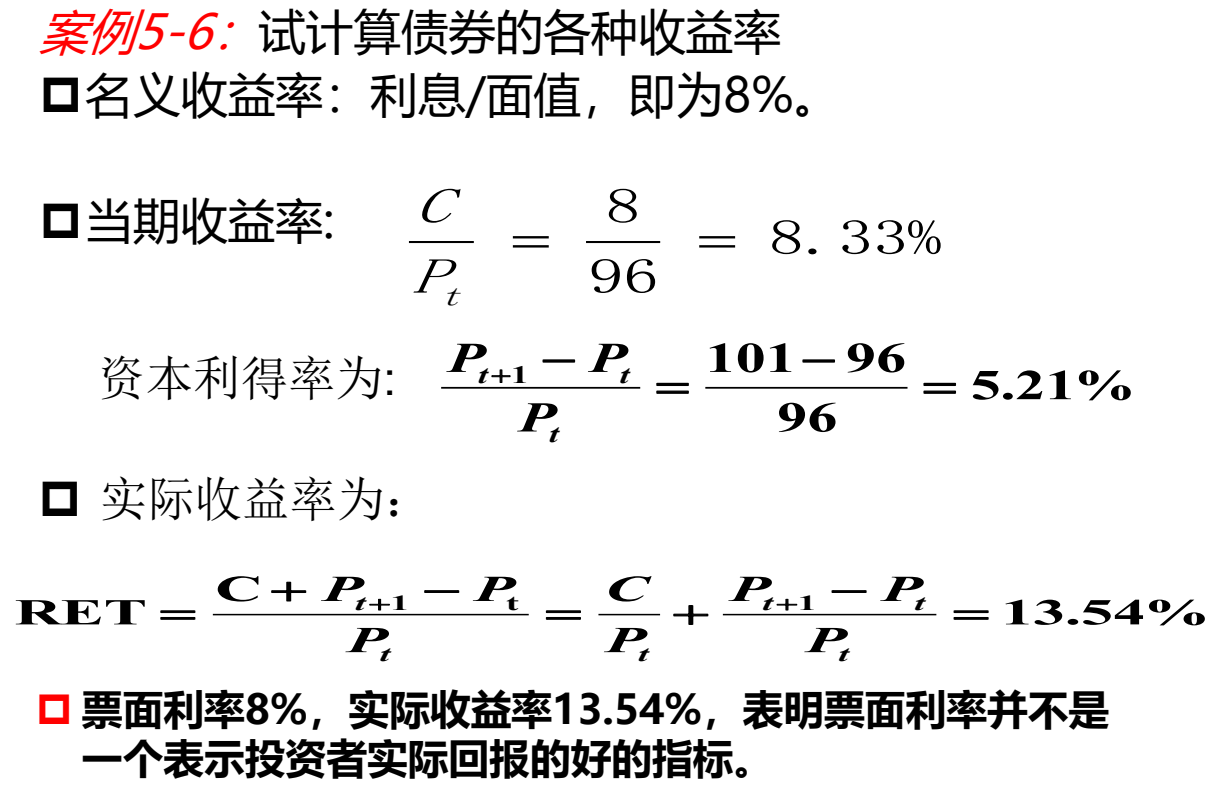 案例5-6：试计算债券的各种收益率
名义收益率：利息/面值，即为8%。
当期收益率: C/P_t = 8/96 = 8.33%
资本利得率为: (P_{t+1} − P_t)/P_t = (101−96)/96 = 5.21%
实际收益率为：
RET = (C + P_{t+1} − P_t)/P_t = C/P_t + (P_{t+1} − P_t)/P_t = 13.54%
票面利率8%，实际收益率13.54%，表明票面利率并不是
一个表示投资者实际回报的好的指标。